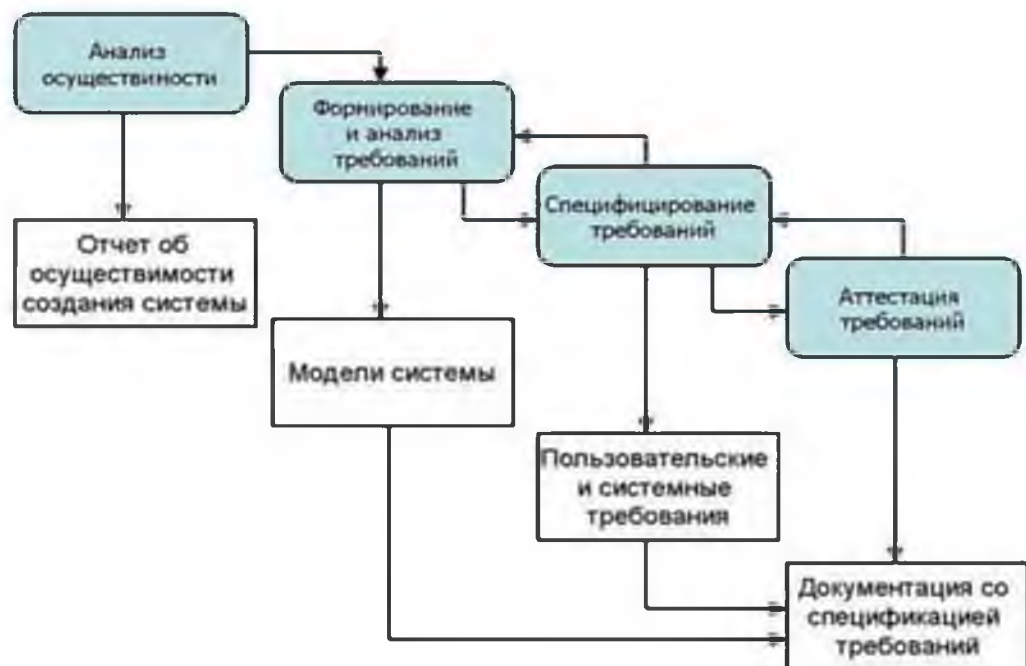 Анализ
осуществимости
Формирование
и анализ
требований
Специфицирование
требований
Отчет об
осуществимости
создания системы
Аттестация
требований
Модели системы
Пользовательские
и системные
требования
Документация со
спецификацией
требований